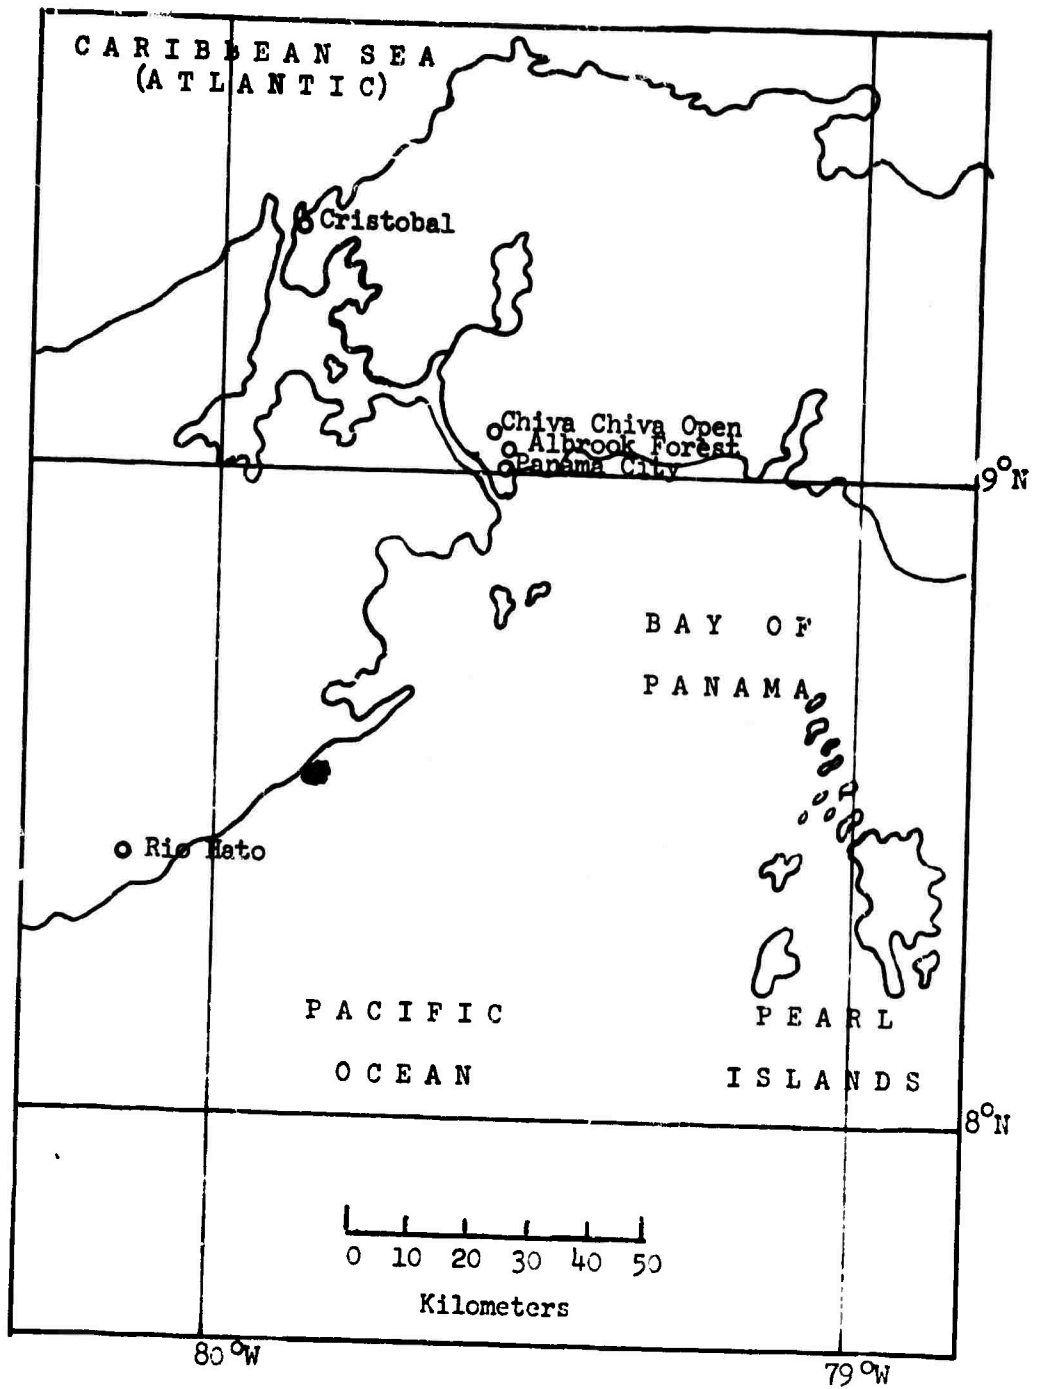 CARIBBEAN SEA
(ATLANTIC)
Cristobal
Chiva Chiva Open
Albrook Forest
Panama City
9°N
BAY OF
PANAMA
Rio Hato
PACIFIC
OCEAN
PEARL
ISLANDS
8°N
0 10 20 30 40 50
Kilometers
80°W
79°W